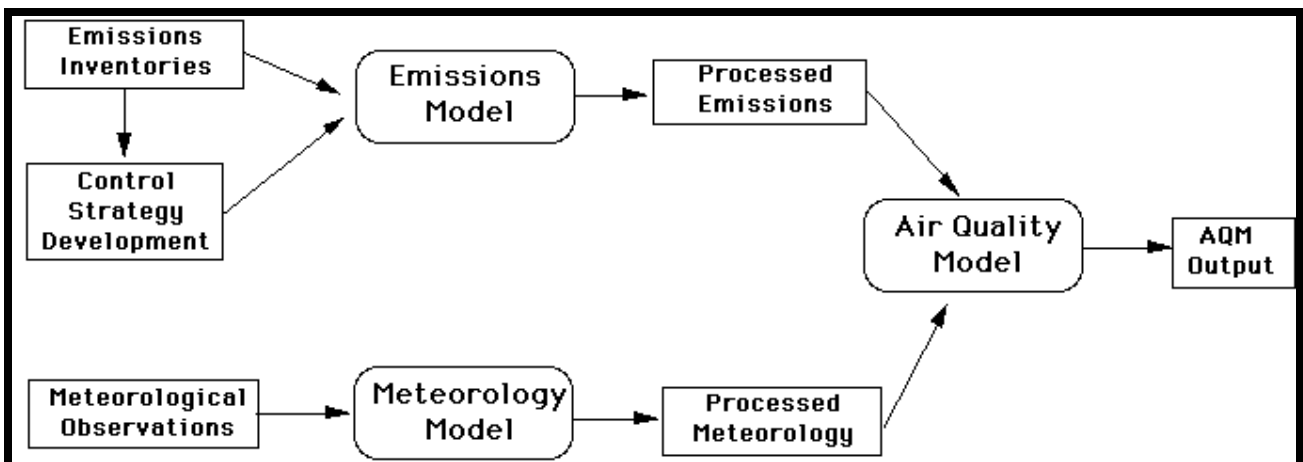 Emissions
Inventories
Emissions
Model
Processed
Emissions
Control
Strategy
Development
Air Quality
Model
AQM
Output
Meteorological
Observations
Meteorology
Model
Processed
Meteorology